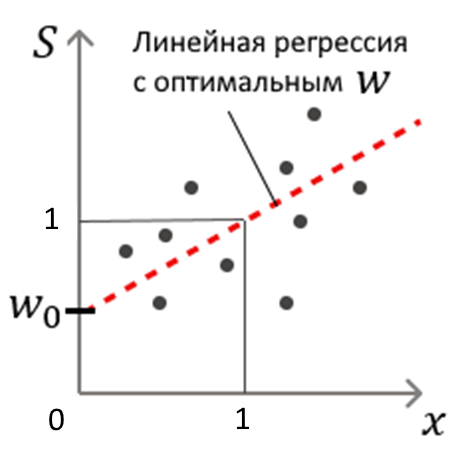 S
Линейная регрессия
с оптимальным w
1
w₀
0
1
x